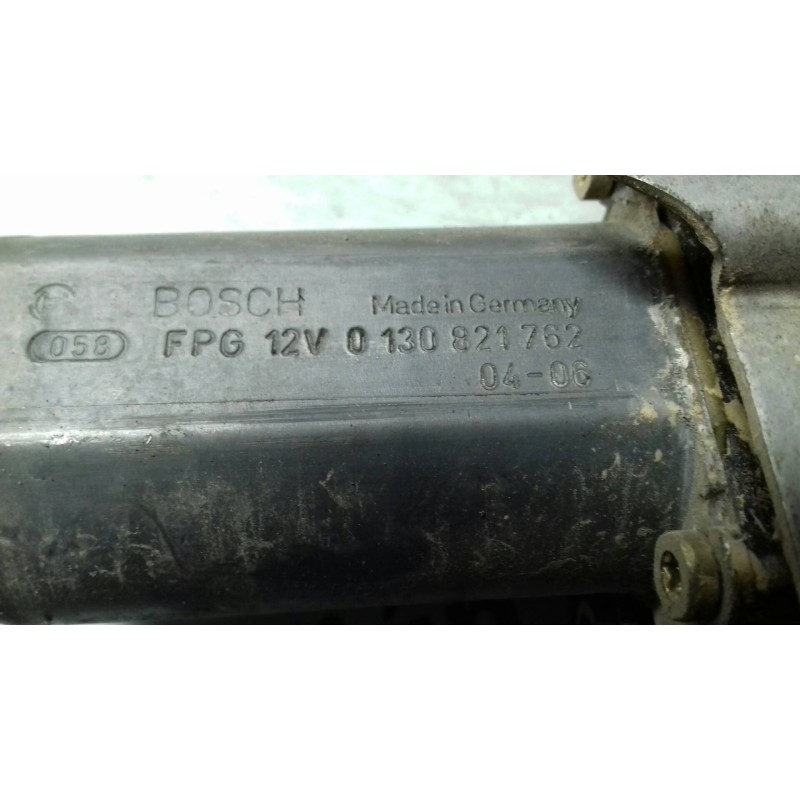 BOSCH Made in Germany
058 FPG 12V 0 130 821 762
04-06